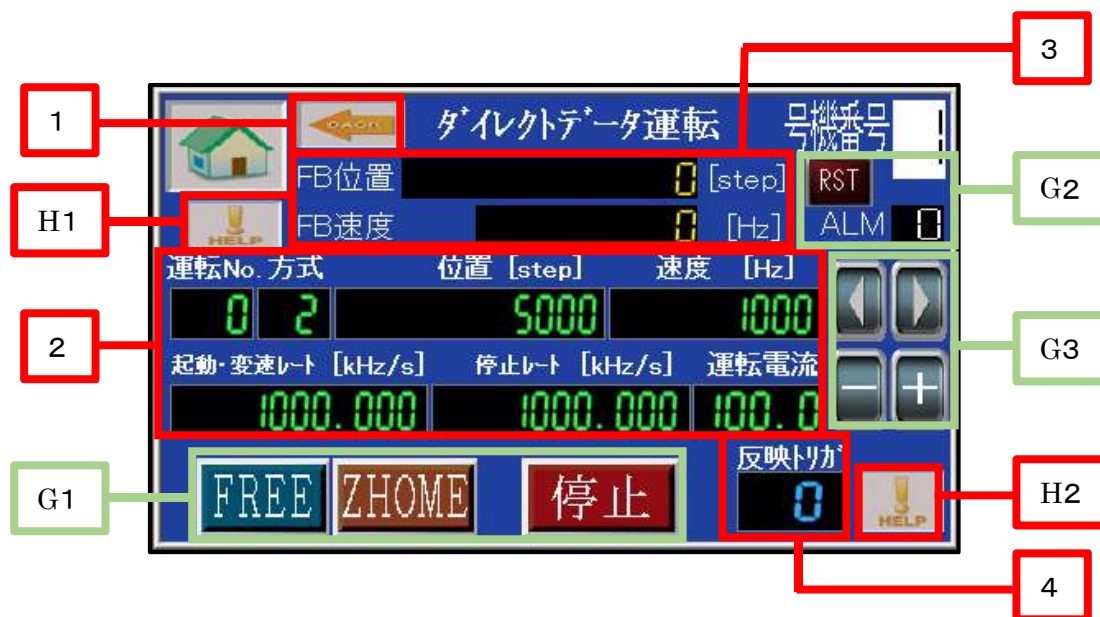 3
1
BACK
ダイレクトデータ運転
号機番号
1
FB位置
0
[step]
RST
G2
H1
HELP
FB速度
0
[Hz]
ALM
0
運転No.
方式
位置 [step]
速度 [Hz]
0
2
5000
1000
2
G3
起動・変速レート [kHz/s]
停止レート [kHz/s]
運転電流
1000.000
1000.000
100.0
－
＋
反映トリガ
G1
FREE
ZHOME
停止
0
HELP
H2
4